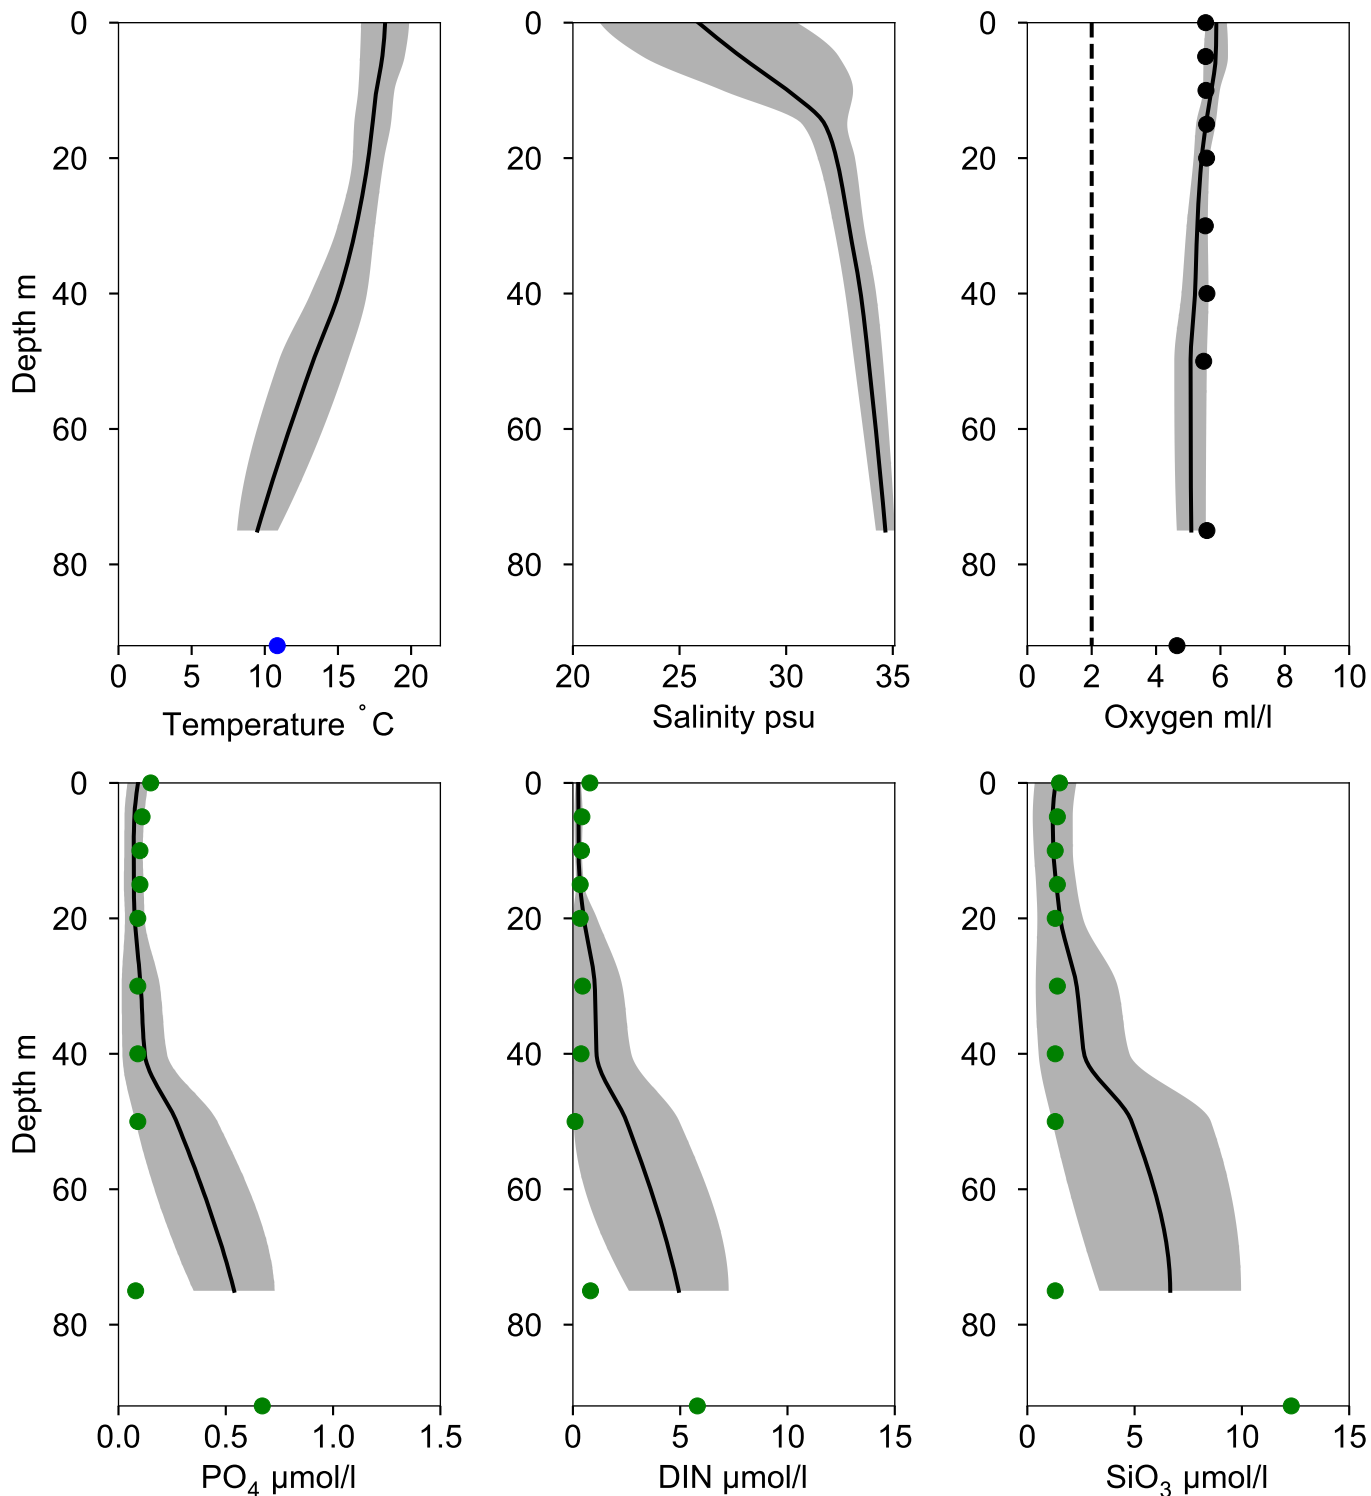 0
20
40
60
80
Depth m
0 5 10 15 20
Temperature °C
0
20
40
60
80
20 25 30 35
Salinity psu
0
20
40
60
80
0 2 4 6 8 10
Oxygen ml/l
0
20
40
60
80
Depth m
0.0 0.5 1.0 1.5
PO₄ µmol/l
0
20
40
60
80
0 5 10 15
DIN µmol/l
0
20
40
60
80
0 5 10 15
SiO₃ µmol/l